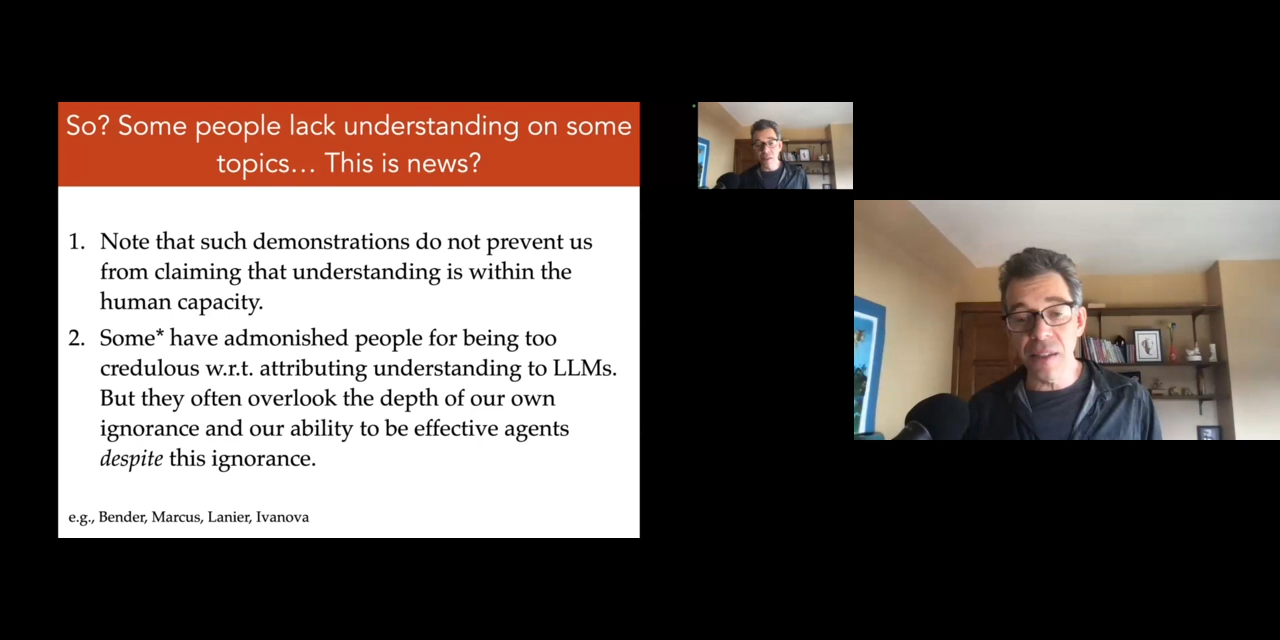 So? Some people lack understanding on some
topics... This is news?
1. Note that such demonstrations do not prevent us
from claiming that understanding is within the
human capacity.
2. Some* have admonished people for being too
credulous w.r.t. attributing understanding to LLMs.
But they often overlook the depth of our own
ignorance and our ability to be effective agents
despite this ignorance.
e.g., Bender, Marcus, Lanier, Ivanova